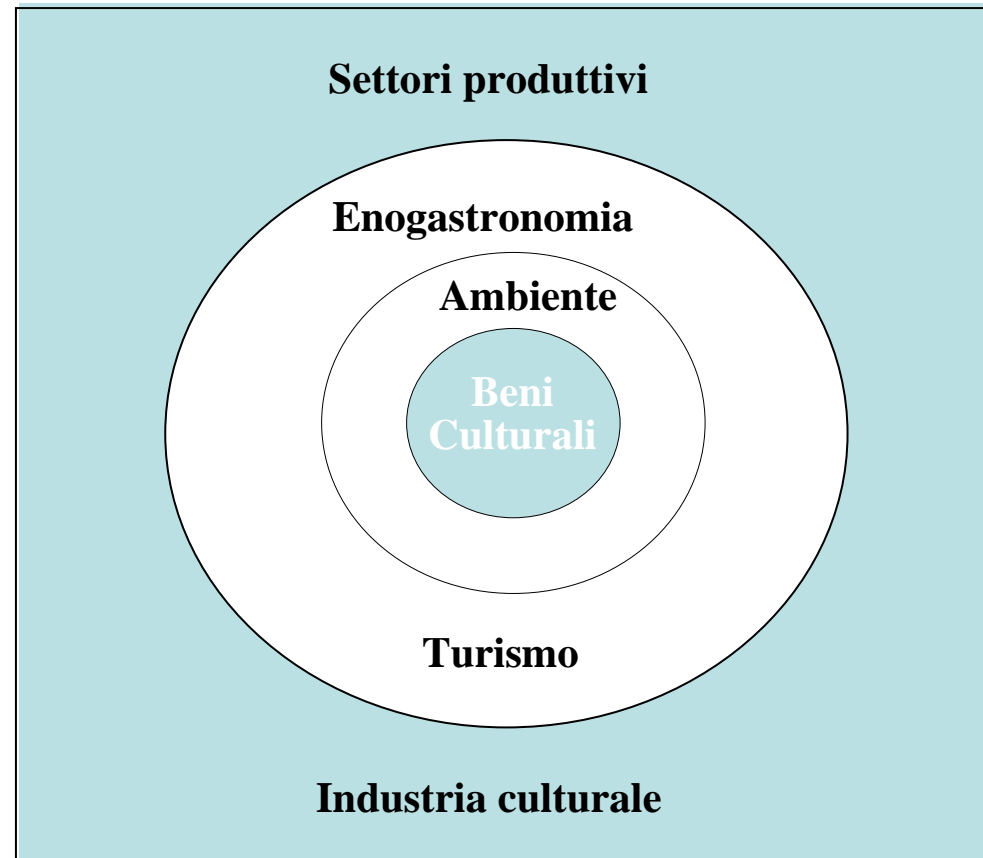 Settori produttivi
Enogastronomia
Ambiente
Beni
Culturali
Turismo
Industria culturale